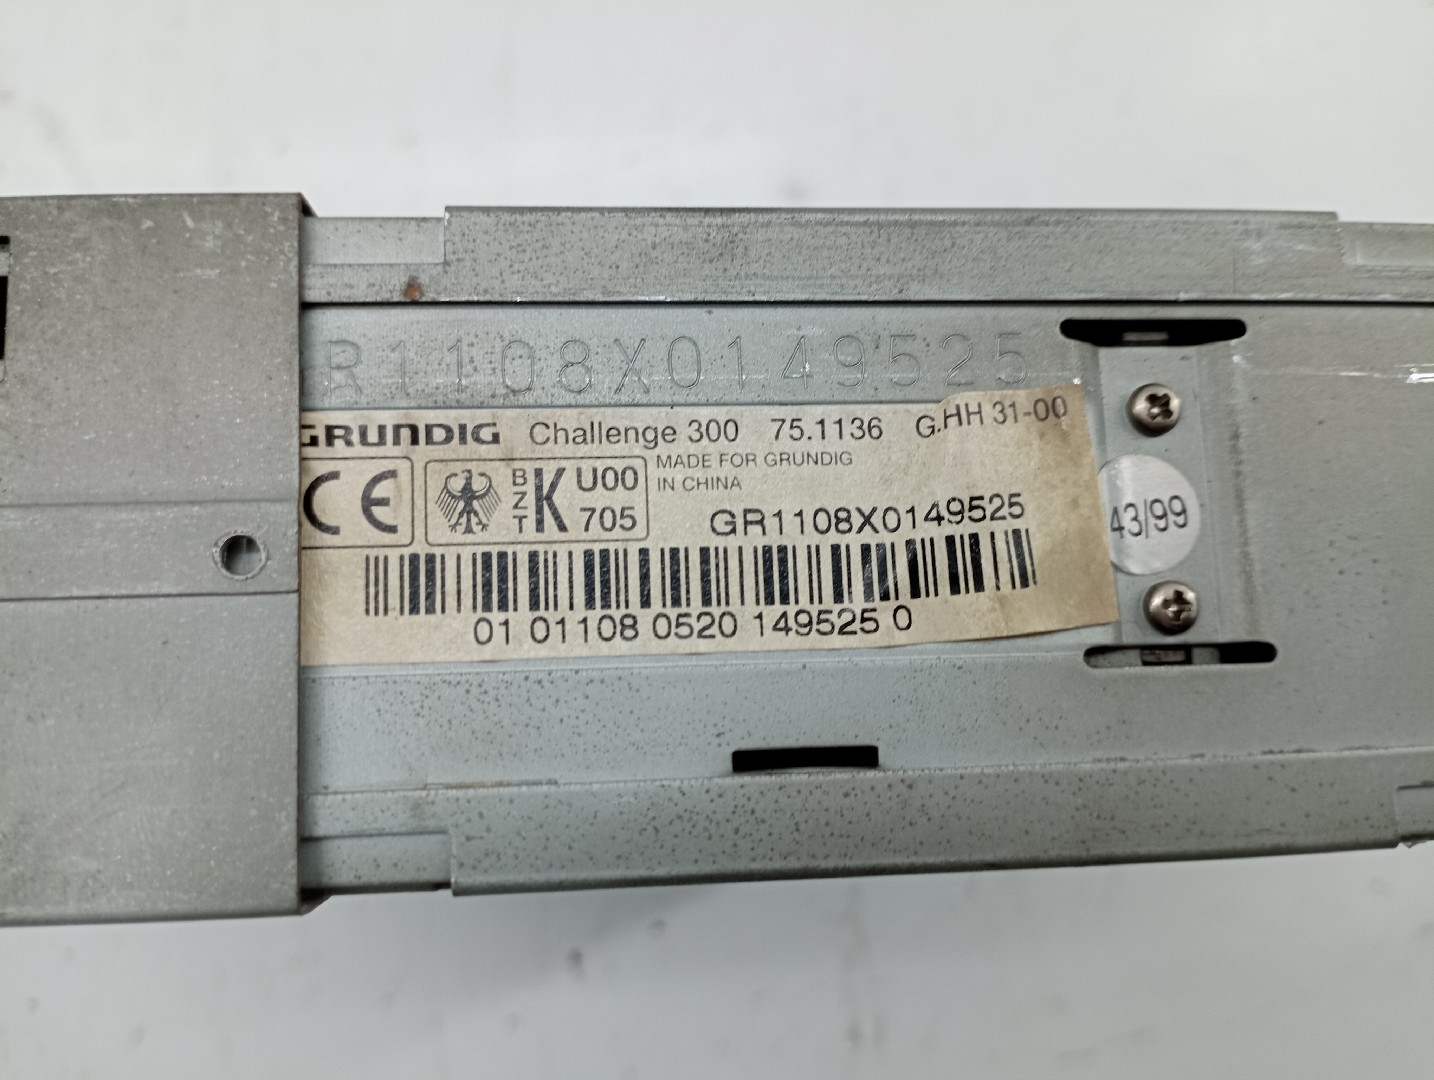 R1108X0149525
GRUNDIG Challenge 300 75.1136 G.HH 31-00
CE BZT K U00 705 MADE FOR GRUNDIG
IN CHINA
GR1108X0149525
43/99
01 01108 0520 149525 0